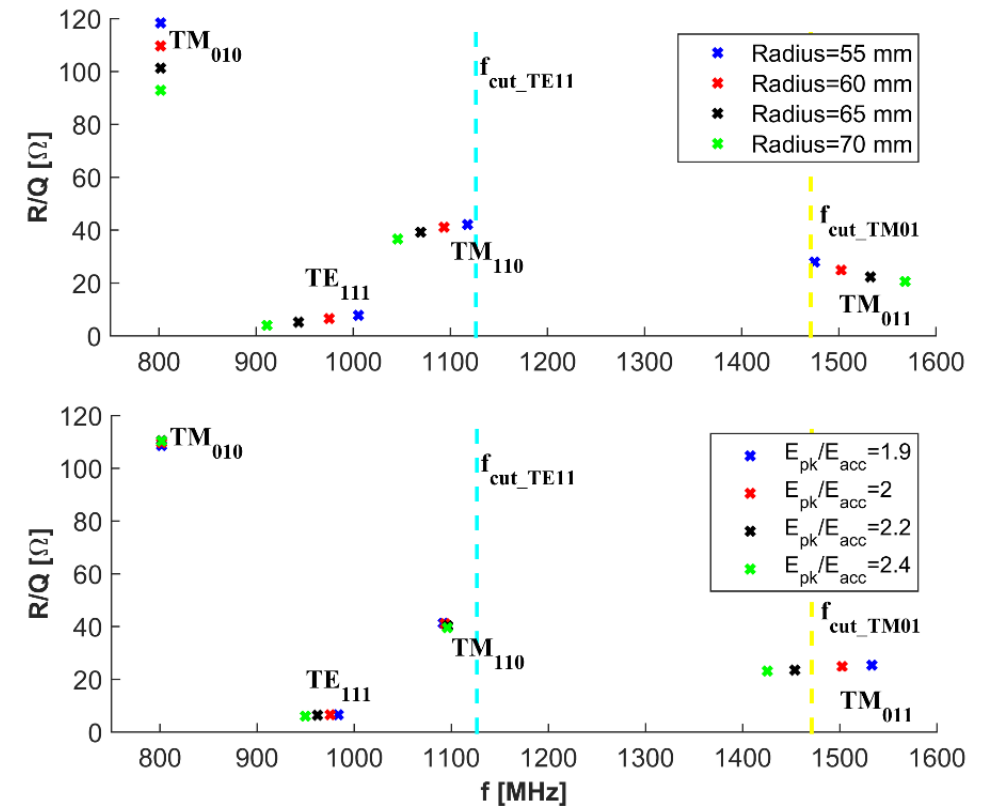 120
100
80
60
40
20
0
R/Q [Ω]
TM010
fcut_TE11
Radius=55 mm
Radius=60 mm
Radius=65 mm
Radius=70 mm
fcut_TM01
TM110
TE111
TM011
800 900 1000 1100 1200 1300 1400 1500 1600
120
100
80
60
40
20
0
R/Q [Ω]
TM010
fcut_TE11
Epk/Eacc=1.9
Epk/Eacc=2
Epk/Eacc=2.2
Epk/Eacc=2.4
fcut_TM01
TM110
TE111
TM011
800 900 1000 1100 1200 1300 1400 1500 1600
f [MHz]